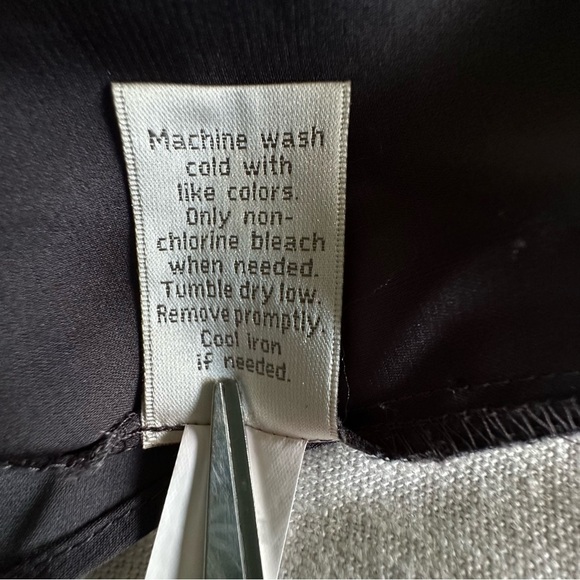 Machine wash
cold with
like colors.
Only non-
chlorine bleach
when needed.
Tumble dry low.
Remove promptly.
Cool iron
if needed.